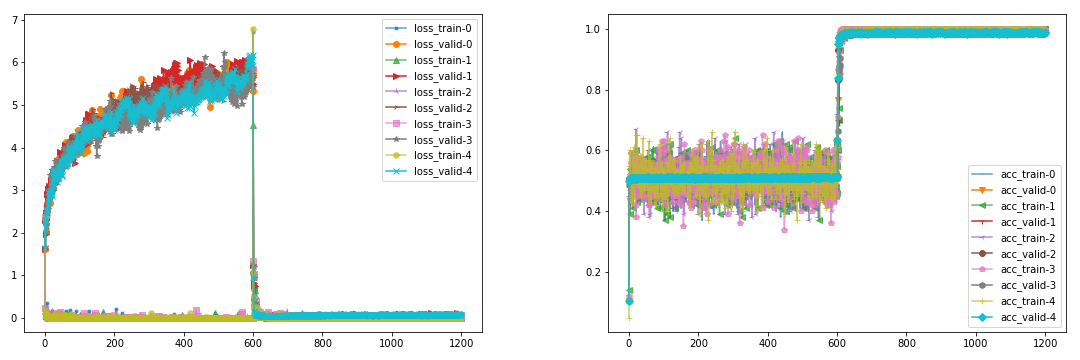 7
6
5
4
3
2
1
0
0
200
400
600
800
1000
1200
loss_train-0
loss_valid-0
loss_train-1
loss_valid-1
loss_train-2
loss_valid-2
loss_train-3
loss_valid-3
loss_train-4
loss_valid-4
1.0
0.8
0.6
0.4
0.2
0
200
400
600
800
1000
1200
acc_train-0
acc_valid-0
acc_train-1
acc_valid-1
acc_train-2
acc_valid-2
acc_train-3
acc_valid-3
acc_train-4
acc_valid-4